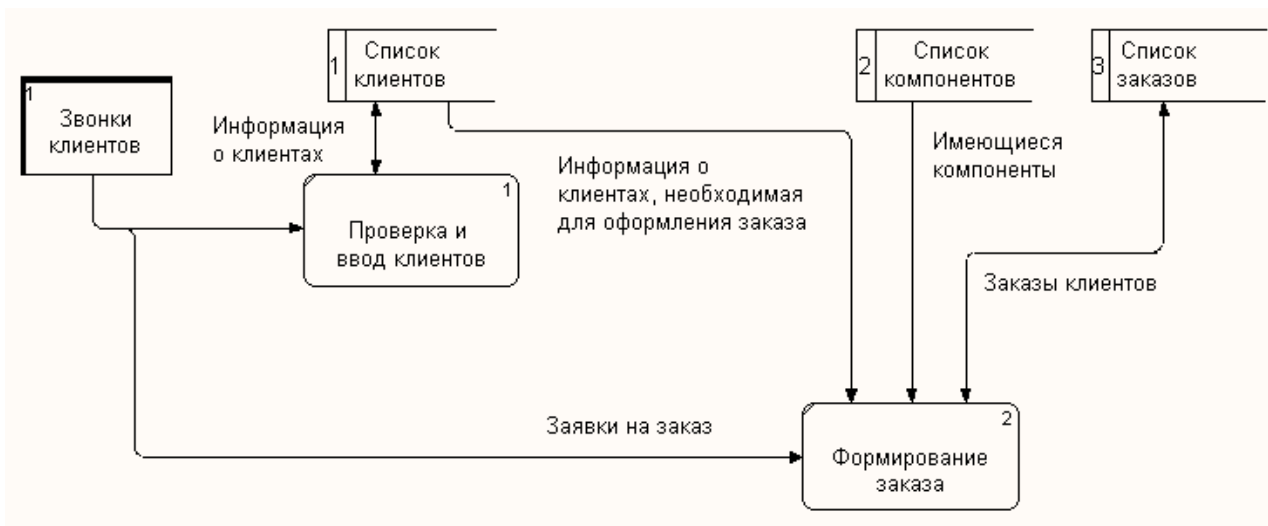 1
Звонки
клиентов
1
Список
клиентов
2
Список
компонентов
3
Список
заказов
Информация
о клиентах
1
Проверка и
ввод клиентов
Информация о
клиентах, необходимая
для оформления заказа
Имеющиеся
компоненты
Заказы клиентов
Заявки на заказ
2
Формирование
заказа